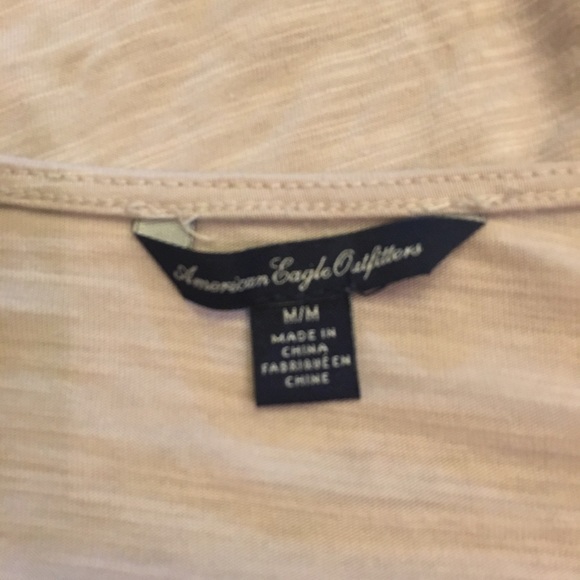 American Eagle Outfitters
M/M
MADE IN
CHINA
FABRIQUÉ EN
CHINE